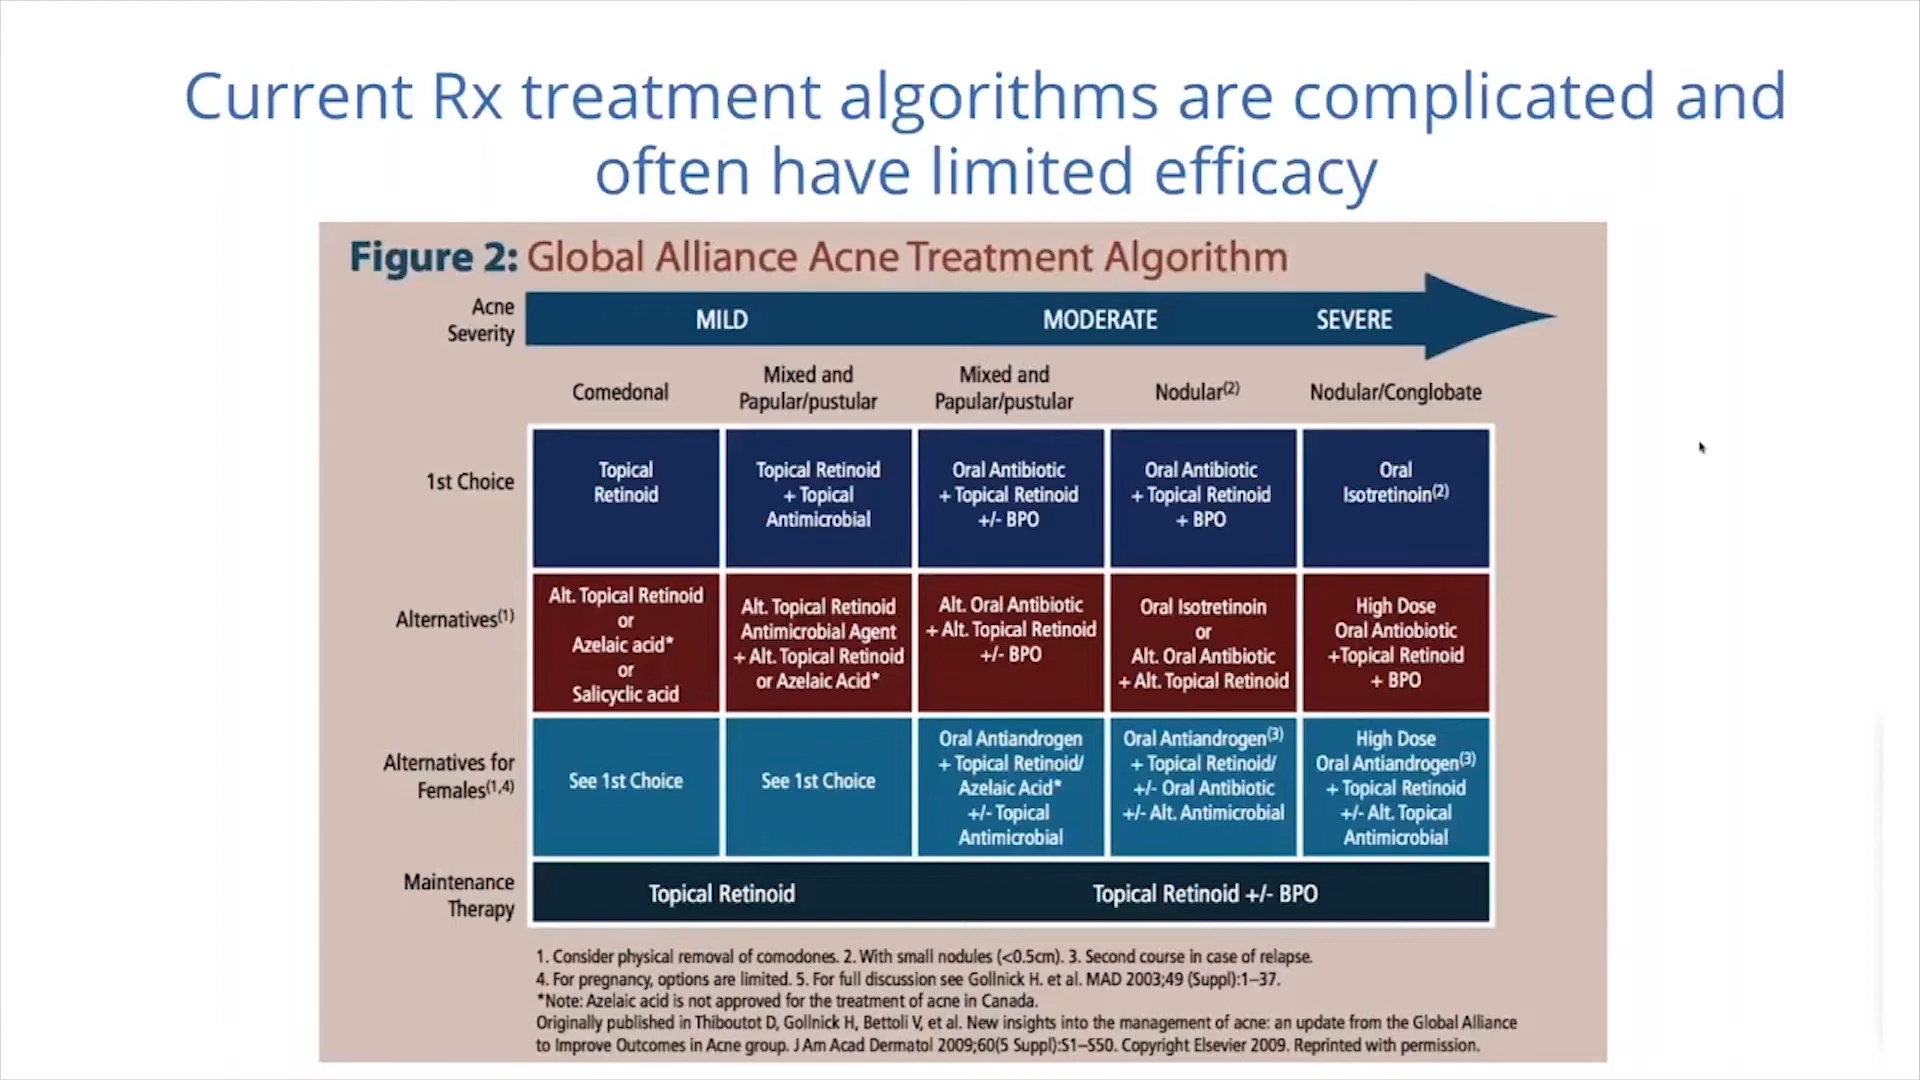 Current Rx treatment algorithms are complicated and
often have limited efficacy
Figure 2: Global Alliance Acne Treatment Algorithm
Acne
Severity
MILD
MODERATE
SEVERE
Comedonal
Mixed and
Papular/pustular
Mixed and
Papular/pustular
Nodular(2)
Nodular/Conglobate
1st Choice
Topical
Retinoid
Topical Retinoid
+ Topical
Antimicrobial
Oral Antibiotic
+ Topical Retinoid
+/- BPO
Oral Antibiotic
+ Topical Retinoid
+ BPO
Oral
Isotretinoin(2)
Alternatives(1)
Alt. Topical Retinoid
or
Azelaic acid*
or
Salicyclic acid
Alt. Topical Retinoid
Antimicrobial Agent
+ Alt. Topical Retinoid
or Azelaic Acid*
Alt. Oral Antibiotic
+ Alt. Topical Retinoid
+/- BPO
Oral Isotretinoin
or
Alt. Oral Antibiotic
+ Alt. Topical Retinoid
High Dose
Oral Antiobiotic
+Topical Retinoid
+ BPO
Alternatives for
Females(1,4)
See 1st Choice
See 1st Choice
Oral Antiandrogen
+ Topical Retinoid/
Azelaic Acid*
+/- Topical
Antimicrobial
Oral Antiandrogen(3)
+ Topical Retinoid/
+/- Oral Antibiotic
+/- Alt. Antimicrobial
High Dose
Oral Antiandrogen(3)
+ Topical Retinoid
+/- Alt. Topical
Antimicrobial
Maintenance
Therapy
Topical Retinoid
Topical Retinoid +/- BPO
1. Consider physical removal of comodones. 2. With small nodules (<0.5cm). 3. Second course in case of relapse.
4. For pregnancy, options are limited. 5. For full discussion see Gollnick H. et al. MAD 2003;49 (Suppl):1–37.
*Note: Azelaic acid is not approved for the treatment of acne in Canada.
Originally published in Thiboutot D, Gollnick H, Bettoli V, et al. New insights into the management of acne: an update from the Global Alliance
to Improve Outcomes in Acne group. J Am Acad Dermatol 2009;60(5 Suppl):S1–S50. Copyright Elsevier 2009. Reprinted with permission.